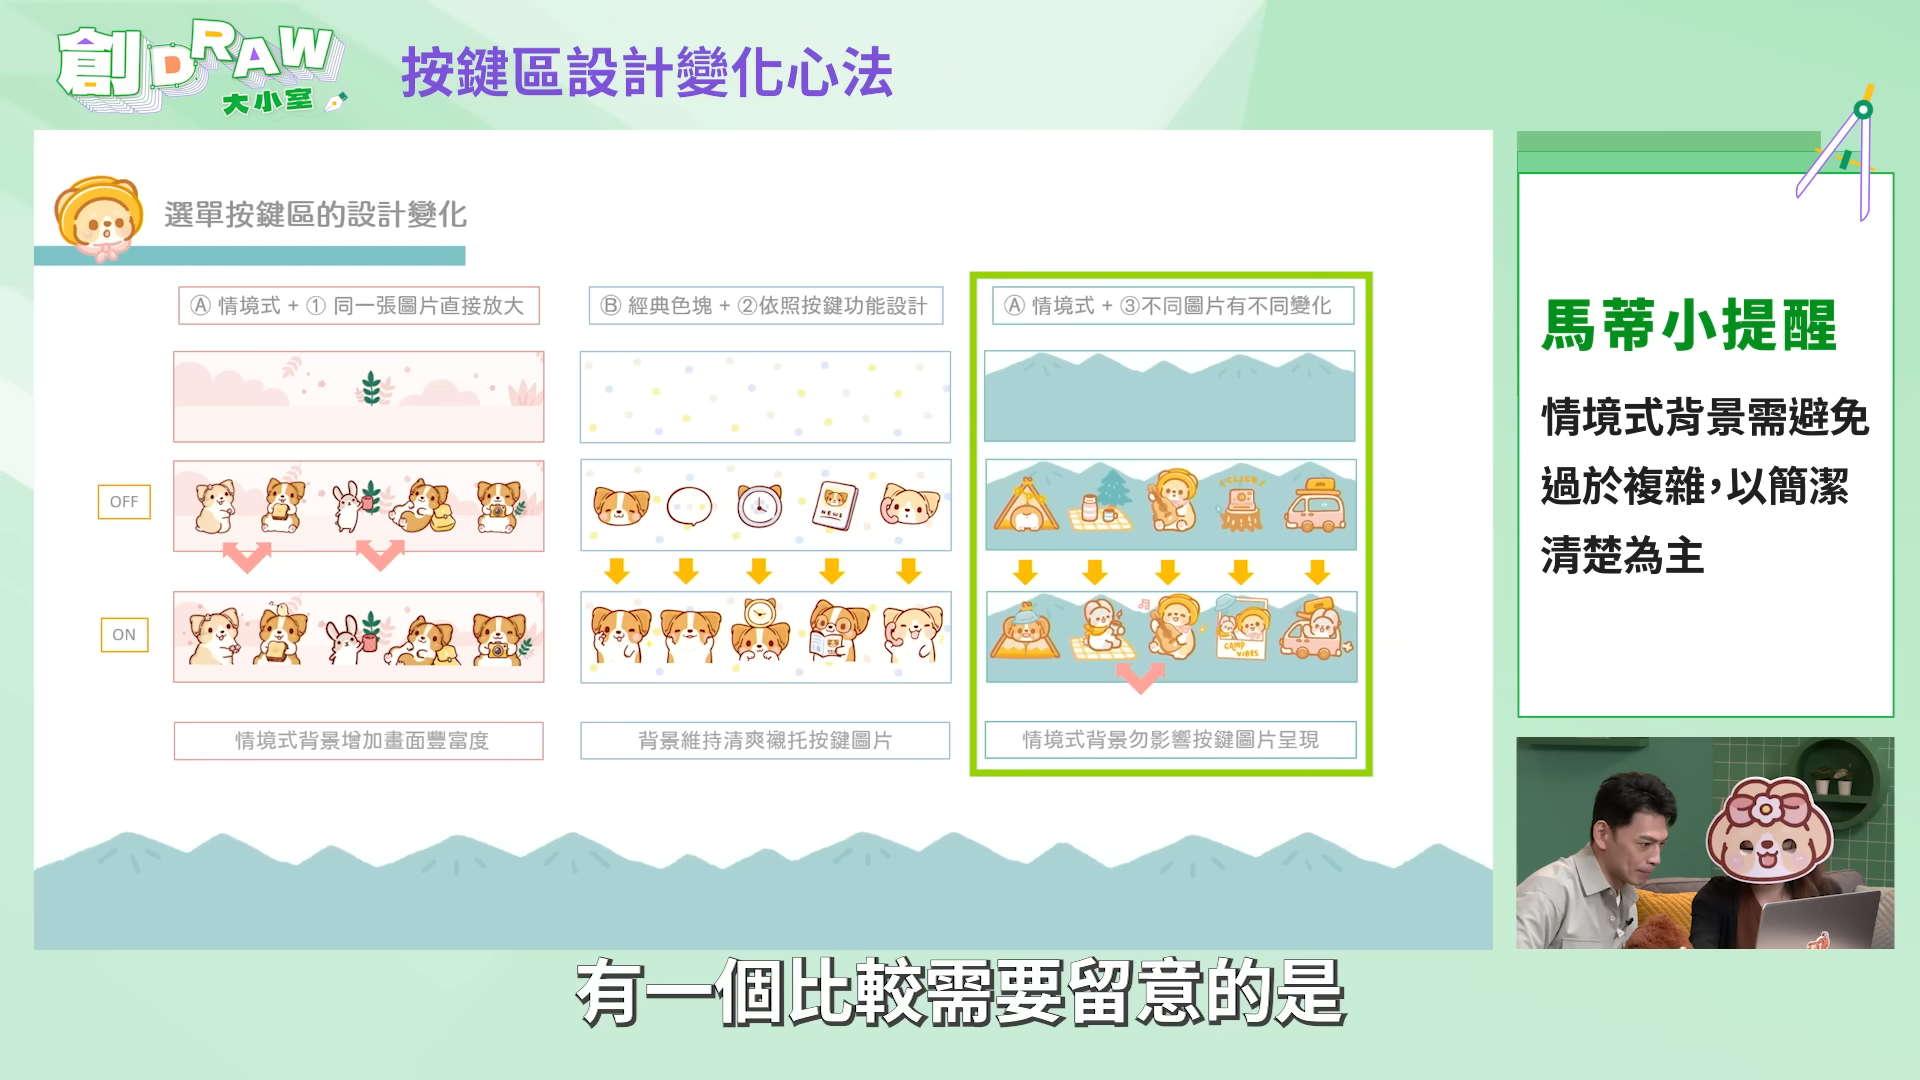 創DRAW
大小室
按鍵區設計變化心法
選單按鍵區的設計變化
Ⓐ 情境式 + ① 同一張圖片直接放大
Ⓑ 經典色塊 + ②依照按鍵功能設計
Ⓐ 情境式 + ③不同圖片有不同變化
OFF
NEWS
CLICK!
ON
CAMP
VIBES
情境式背景增加畫面豐富度
背景維持清爽襯托按鍵圖片
情境式背景勿影響按鍵圖片呈現
馬蒂小提醒
情境式背景需避免
過於複雜，以簡潔
清楚為主
有一個比較需要留意的是